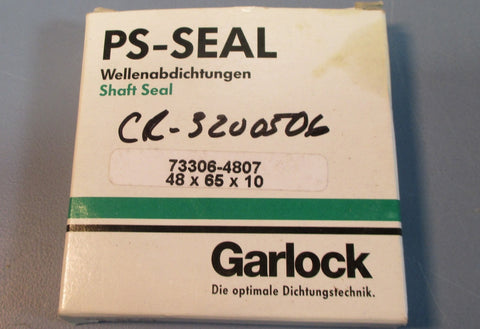 PS-SEAL
Wellenabdichtungen
Shaft Seal
CR-3200506
73306-4807
48 x 65 x 10
Garlock
Die optimale Dichtungstechnik.